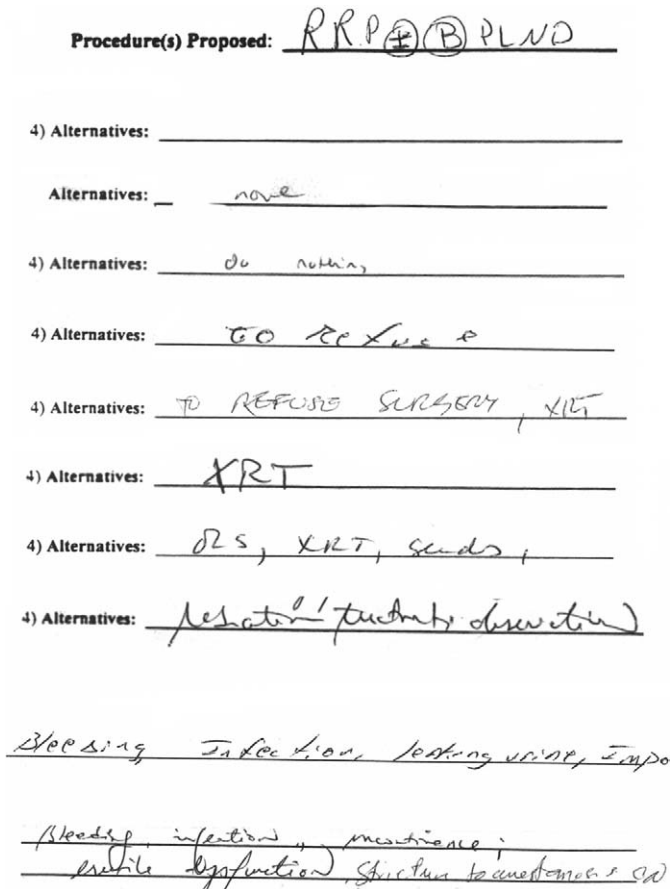 Procedure(s) Proposed: RRP ± B PLND
4) Alternatives:
Alternatives: none
4) Alternatives: do nothing
4) Alternatives: TO Refuse
4) Alternatives: TO REFUSE SURGERY, XRT
4) Alternatives: XRT
4) Alternatives: XRT, seeds,
4) Alternatives: observation
Bleeding, Infection, leaking urine, Impo
Bleeding, infection, incontinence;
erectile dysfunction, stricture